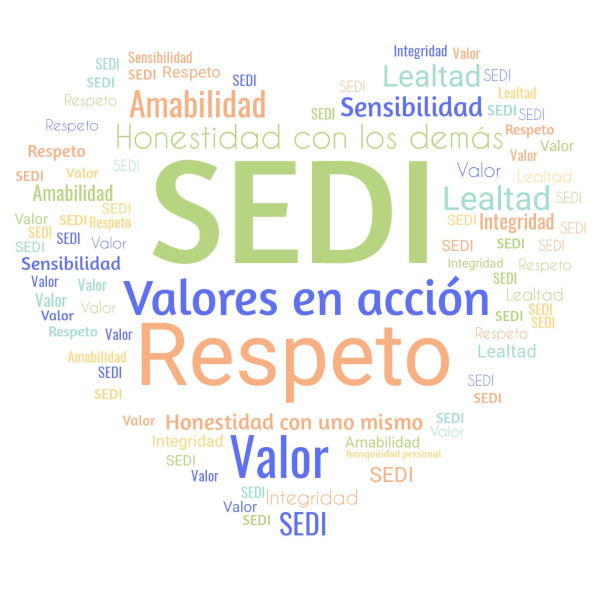 Integridad Valor
SEDI Sensibilidad
SEDI Respeto SEDI Lealtad SEDI
SEDI SEDI
Respeto Amabilidad SEDI Sensibilidad Lealtad
SEDI SEDI
Respeto Honestidad con los demás Respeto
Valor
Respeto SEDI SEDI Valor Valor
SEDI Valor Lealtad
Amabilidad Lealtad SEDI
SEDI
Valor SEDI Respeto SEDI Integridad SEDI
SEDI SEDI
SEDI Valor SEDI SEDI SEDI
Sensibilidad Integridad Respeto
Valor Valor Valores en acción SEDI
Valor Valor Lealtad
Valor SEDI SEDI
SEDI
Respeto Valor Respeto Respeto
Amabilidad Lealtad
SEDI SEDI
SEDI SEDI
Valor Honestidad con uno mismo SEDI
Valor
Integridad Valor Amabilidad
SEDI Tranquilidad personal
Valor SEDI
SEDI Integridad
Valor
SEDI SEDI